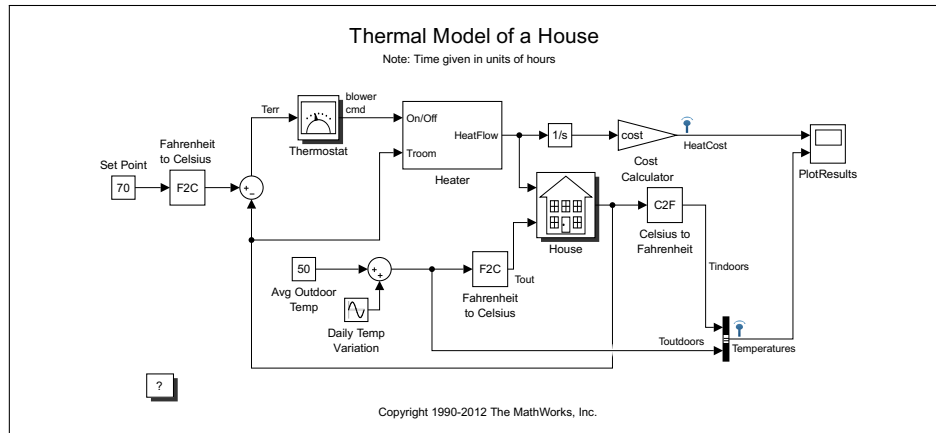 Thermal Model of a House
Note: Time given in units of hours
blower
cmd
Terr
On/Off
HeatFlow
Troom
Heater
Thermostat
1/s
cost
HeatCost
Cost
Calculator
PlotResults
Set Point
70
Fahrenheit
to Celsius
F2C
+
−
House
C2F
Celsius to
Fahrenheit
Tindoors
50
Avg Outdoor
Temp
+
+
Daily Temp
Variation
F2C
Tout
Fahrenheit
to Celsius
Toutdoors
Temperatures
?
Copyright 1990-2012 The MathWorks, Inc.